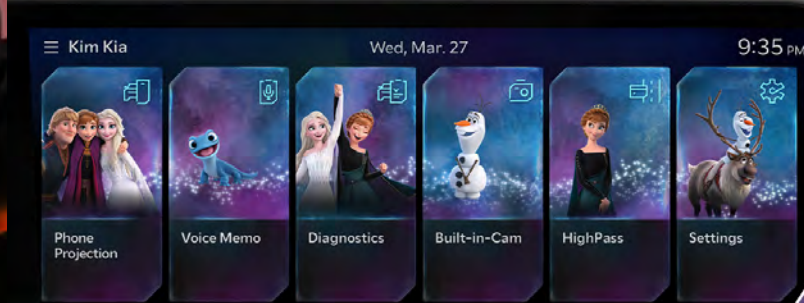 Kim Kia
Wed, Mar. 27
9:35 PM
Phone
Projection
Voice Memo
Diagnostics
Built-in-Cam
HighPass
Settings